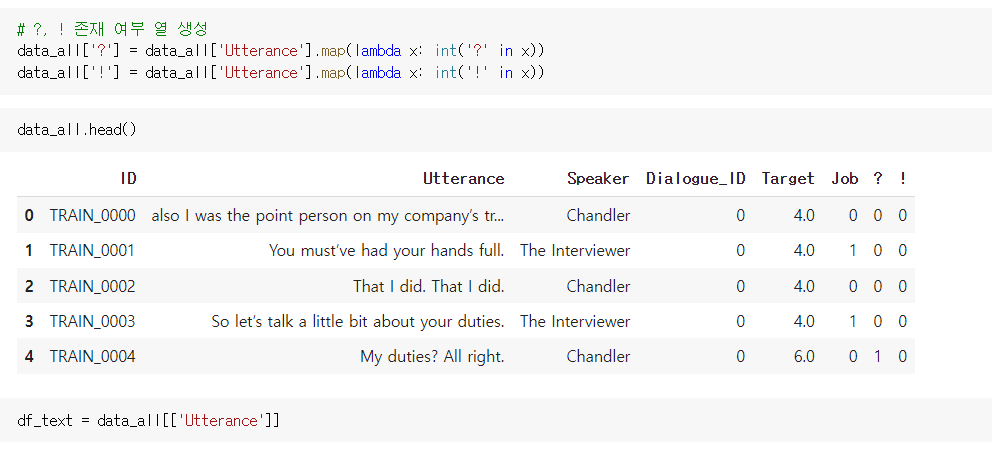 # ?, ! 존재 여부 열 생성
data_all['?'] = data_all['Utterance'].map(lambda x: int('?' in x))
data_all['!'] = data_all['Utterance'].map(lambda x: int('!' in x))
data_all.head()
ID Utterance Speaker Dialogue_ID Target Job ? !
0 TRAIN_0000 also I was the point person on my company’s tr... Chandler 0 4.0 0 0 0
1 TRAIN_0001 You must’ve had your hands full. The Interviewer 0 4.0 1 0 0
2 TRAIN_0002 That I did. That I did. Chandler 0 4.0 0 0 0
3 TRAIN_0003 So let’s talk a little bit about your duties. The Interviewer 0 4.0 1 0 0
4 TRAIN_0004 My duties? All right. Chandler 0 6.0 0 1 0
df_text = data_all[['Utterance']]